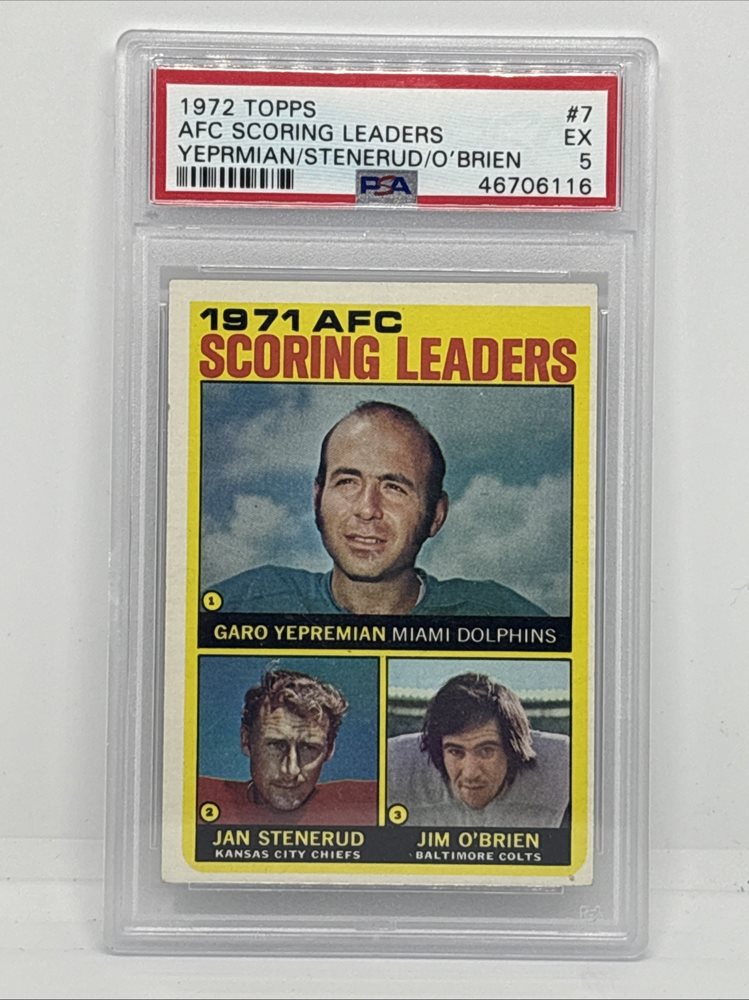 1972 TOPPS #7
AFC SCORING LEADERS EX
YEPRMIAN/STENERUD/O'BRIEN 5
PSA 46706116
1971 AFC
SCORING LEADERS
1
GARO YEPREMIAN MIAMI DOLPHINS
2
JAN STENERUD
KANSAS CITY CHIEFS
3
JIM O'BRIEN
BALTIMORE COLTS